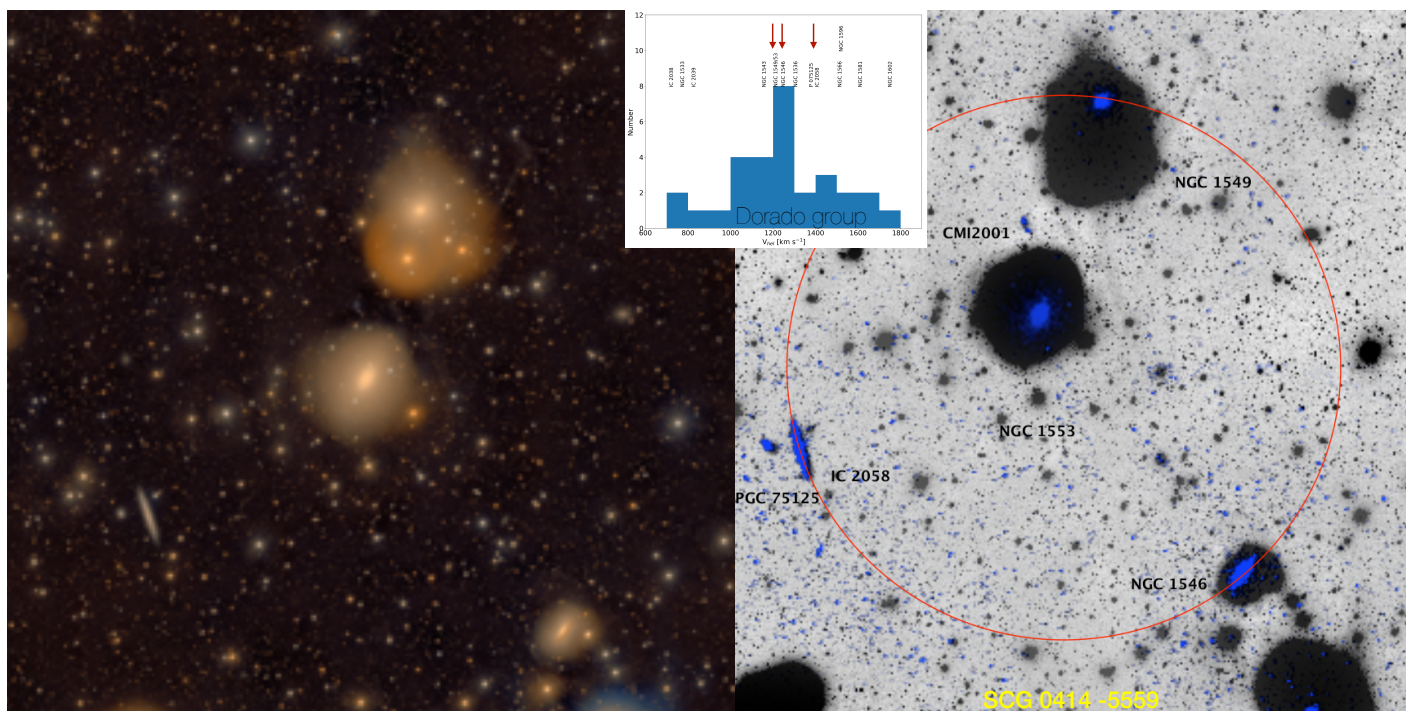 12
10
8
6
4
2
0
Number
600 800 1000 1200 1400 1600 1800
V_hel [km s⁻¹]
IC 2038
NGC 1533
IC 2039
NGC 1543
NGC 1549/53
NGC 1546
NGC 1536
P 075125
IC 2058
NGC 1566
NGC 1596
NGC 1581
NGC 1602
Dorado group
NGC 1549
CMI2001
NGC 1553
IC 2058
PGC 75125
NGC 1546
SCG 0414 -5559